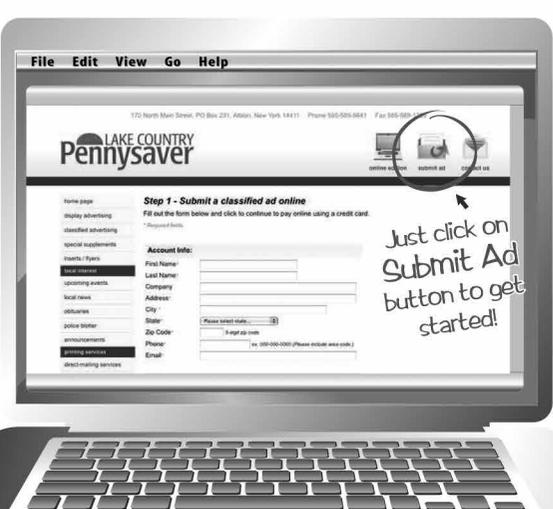 File Edit View Go Help
170 North Main Street, PO Box 231, Albion, New York 14411 Phone 585-589-5641 Fax 585-589-
LAKE COUNTRY
Pennysaver
online edition submit ad contact us
home page
display advertising
classified advertising
special supplements
inserts / flyers
local interest
upcoming events
local news
obituaries
police blotter
announcements
printing services
direct-mailing services
Step 1 - Submit a classified ad online
Fill out the form below and click to continue to pay online using a credit card.
* Required fields.
Account Info:
First Name*
Last Name*
Company
Address*
City*
State* Please select state...
Zip Code* 5-digit zip code
Phone* ex. 000-000-0000 (Please include area code.)
Email*
Just click on
Submit Ad
button to get
started!